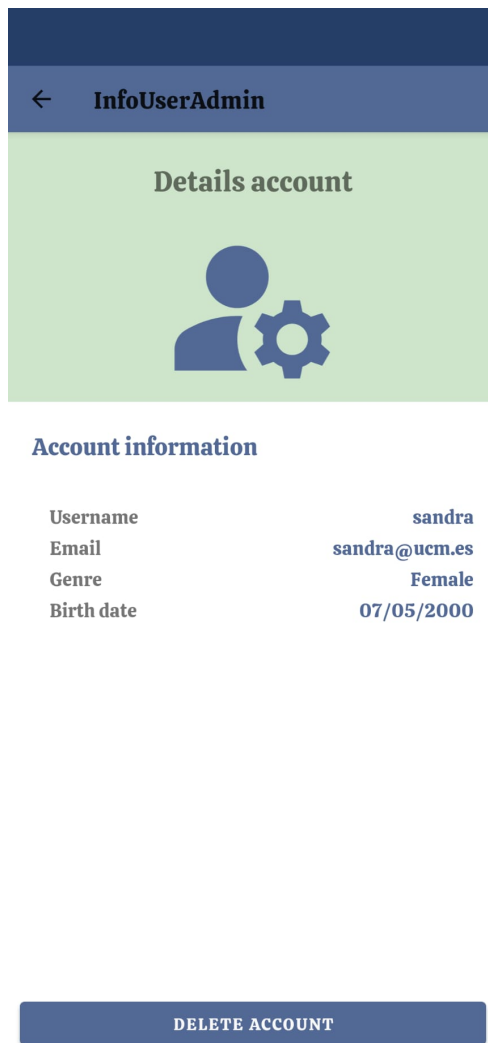 InfoUserAdmin
Details account
Account information
Username sandra
Email sandra@ucm.es
Genre Female
Birth date 07/05/2000
DELETE ACCOUNT